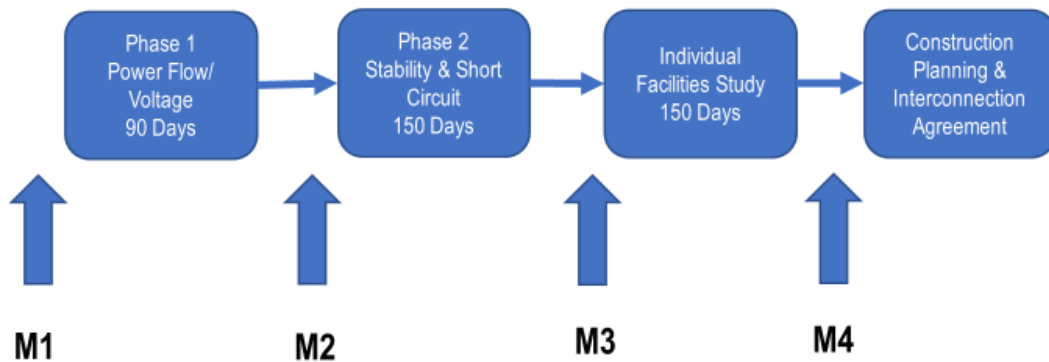 Phase 1
Power Flow/
Voltage
90 Days
Phase 2
Stability & Short
Circuit
150 Days
Individual
Facilities Study
150 Days
Construction
Planning &
Interconnection
Agreement
M1
M2
M3
M4